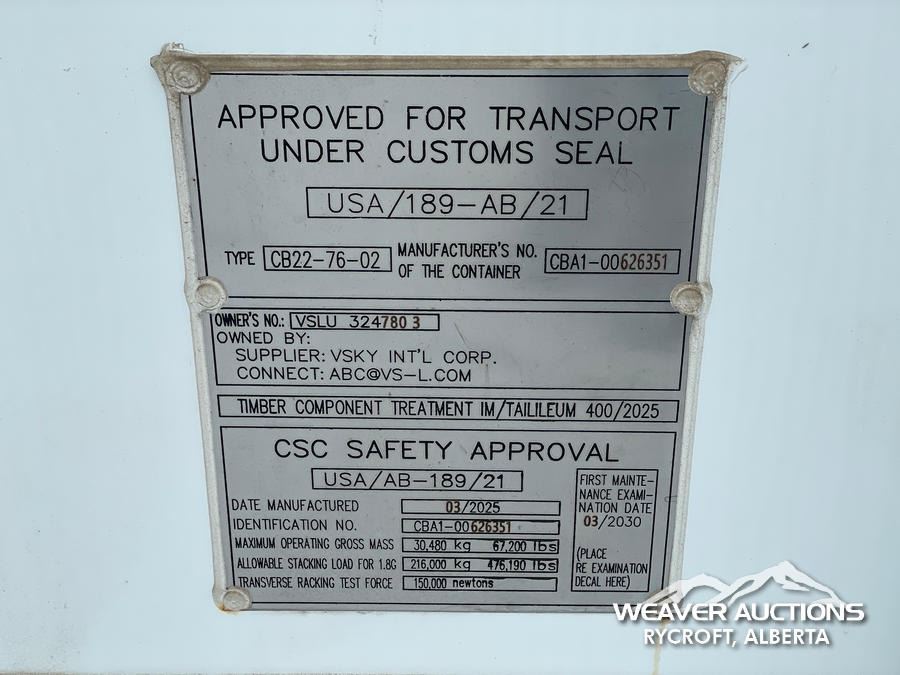 APPROVED FOR TRANSPORT
UNDER CUSTOMS SEAL
USA/189-AB/21
TYPE CB22-76-02 MANUFACTURER'S NO. OF THE CONTAINER CBA1-00626351
OWNER'S NO.: VSLU 324780 3
OWNED BY:
SUPPLIER: VSKY INT'L CORP.
CONNECT: ABC@VS-L.COM
TIMBER COMPONENT TREATMENT IM/TAILILEUM 400/2025
CSC SAFETY APPROVAL
USA/AB-189/21
DATE MANUFACTURED 03/2025
IDENTIFICATION NO. CBA1-00626351
MAXIMUM OPERATING GROSS MASS 30,480 kg 67,200 lbs
ALLOWABLE STACKING LOAD FOR 1.8G 216,000 kg 476,190 lbs
TRANSVERSE RACKING TEST FORCE 150,000 newtons
FIRST MAINTE-
NANCE EXAMI-
NATION DATE
03/2030
(PLACE
RE EXAMINATION
DECAL HERE)
WEAVER AUCTIONS
RYCROFT, ALBERTA